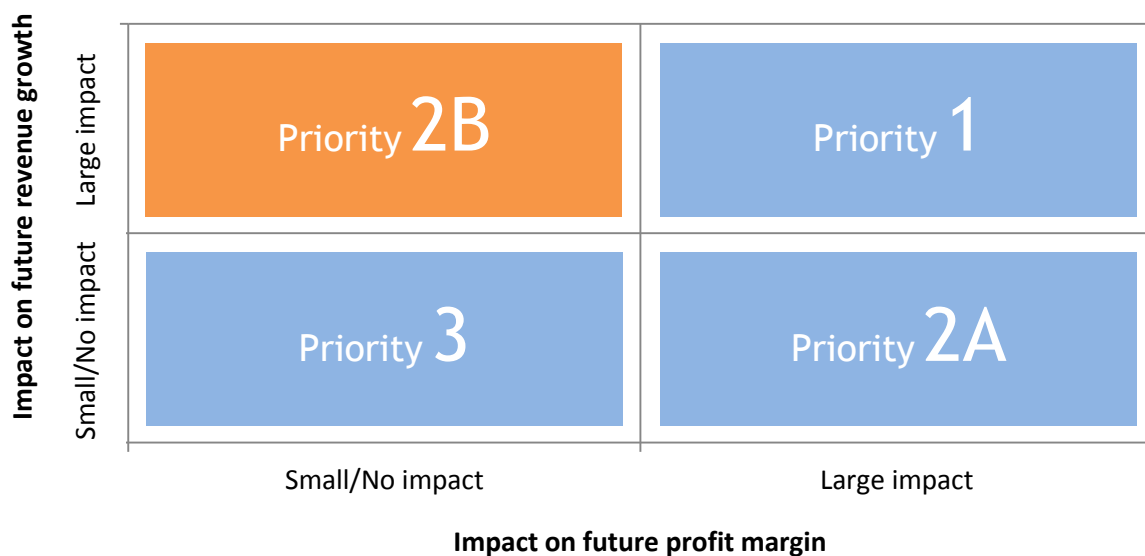 Impact on future revenue growth
Large impact
Small/No impact
Priority 2B
Priority 1
Priority 3
Priority 2A
Small/No impact
Large impact
Impact on future profit margin